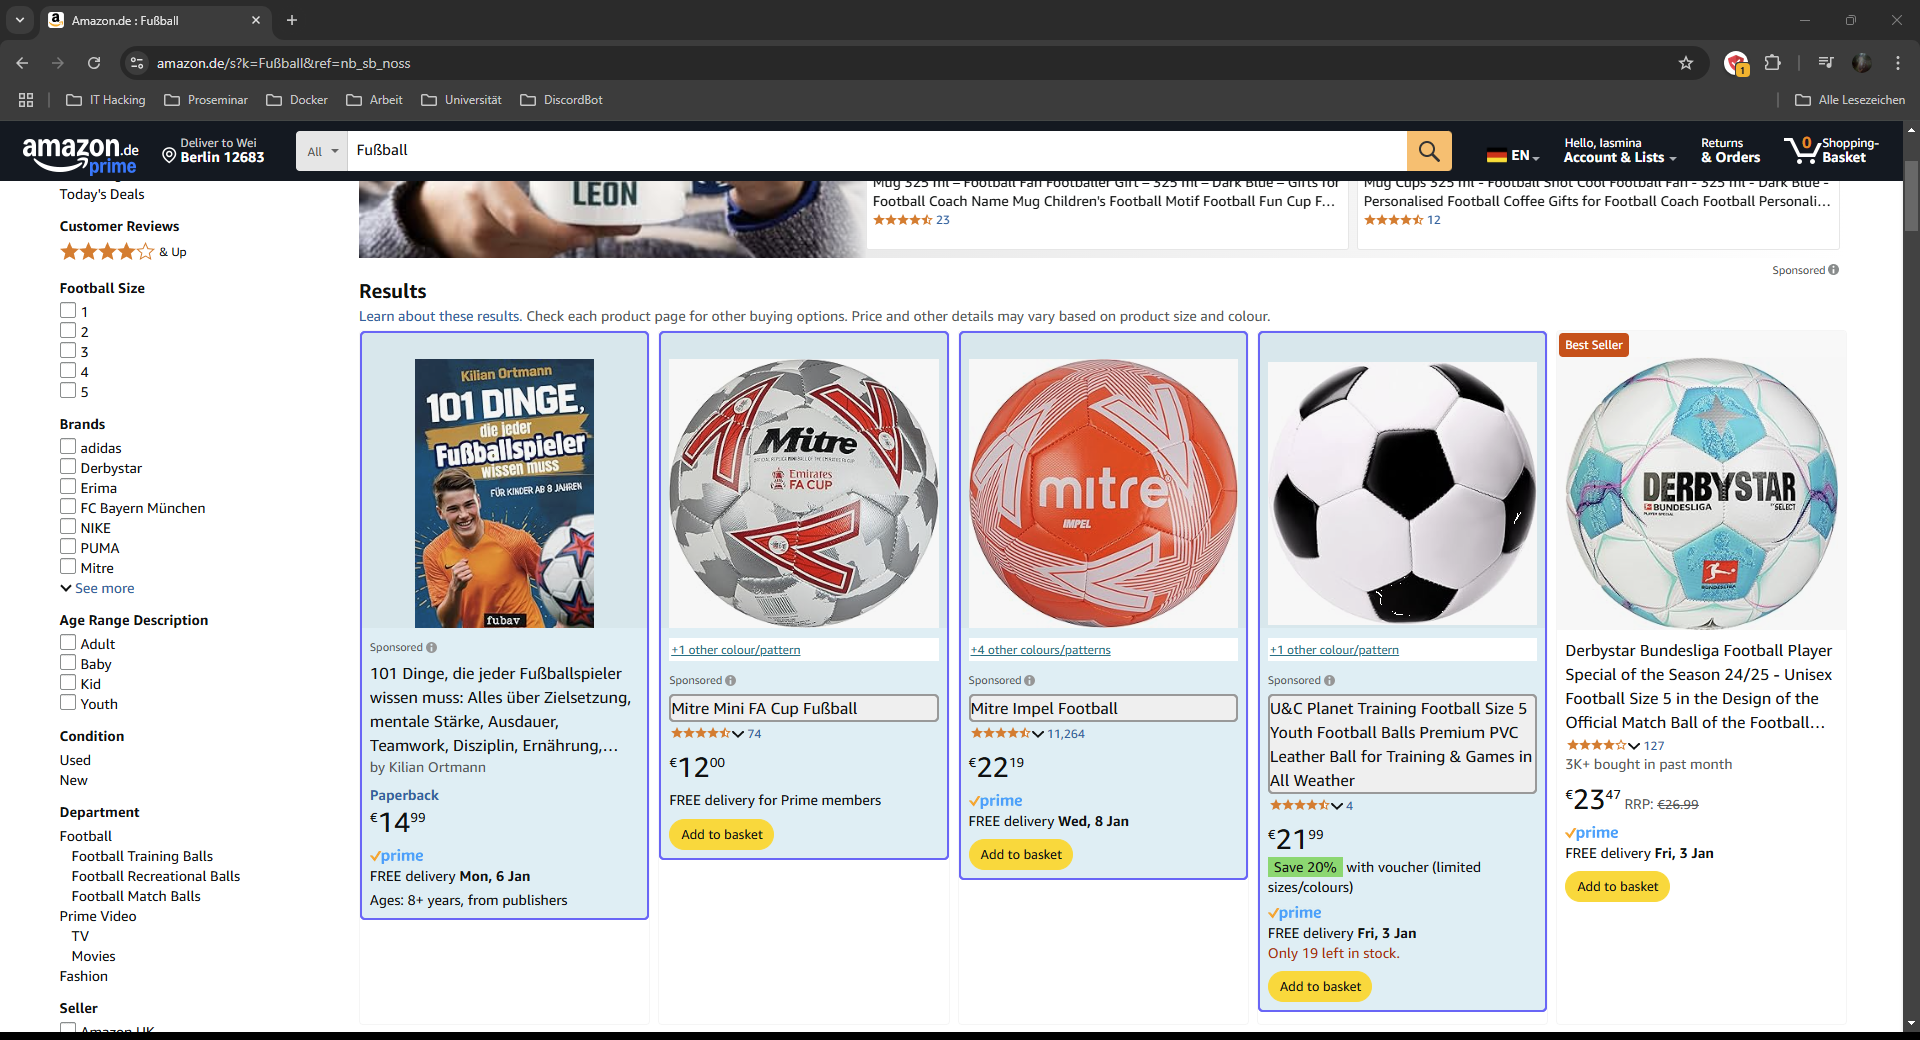 Amazon.de : Fußball
amazon.de/s?k=Fußball&ref=nb_sb_noss
1
IT Hacking
Proseminar
Docker
Arbeit
Universität
DiscordBot
Alle Lesezeichen
amazon.de
prime
Deliver to Wei
Berlin 12683
All
Fußball
EN
Hello, Iasmina
Account & Lists
Returns
& Orders
0
Shopping-
Basket
Today's Deals
Customer Reviews
& Up
Football Size
1
2
3
4
5
Brands
adidas
Derbystar
Erima
FC Bayern München
NIKE
PUMA
Mitre
See more
Age Range Description
Adult
Baby
Kid
Youth
Condition
Used
New
Department
Football
Football Training Balls
Football Recreational Balls
Football Match Balls
Prime Video
TV
Movies
Fashion
Seller
Amazon UK
LEON
Mug 325 ml – Football Fan Footballer Gift – 325 ml – Dark Blue – Gifts for
Football Coach Name Mug Children's Football Motif Football Fun Cup F...
23
Mug Cups 325 ml - Football Shot Cool Football Fan - 325 ml - Dark Blue -
Personalised Football Coffee Gifts for Football Coach Football Personali...
12
Sponsored
Results
Learn about these results. Check each product page for other buying options. Price and other details may vary based on product size and colour.
Kilian Ortmann
101 DINGE,
die jeder
Fußballspieler
wissen muss
FÜR KINDER AB 8 JAHREN
fubav
Sponsored
101 Dinge, die jeder Fußballspieler
wissen muss: Alles über Zielsetzung,
mentale Stärke, Ausdauer,
Teamwork, Disziplin, Ernährung,...
by Kilian Ortmann
Paperback
€14 99
prime
FREE delivery Mon, 6 Jan
Ages: 8+ years, from publishers
Mitre
Emirates
FA CUP
+1 other colour/pattern
Sponsored
Mitre Mini FA Cup Fußball
74
€12 00
FREE delivery for Prime members
Add to basket
mitre
IMPEL
+4 other colours/patterns
Sponsored
Mitre Impel Football
11,264
€22 19
prime
FREE delivery Wed, 8 Jan
Add to basket
+1 other colour/pattern
Sponsored
U&C Planet Training Football Size 5
Youth Football Balls Premium PVC
Leather Ball for Training & Games in
All Weather
4
€21 99
Save 20% with voucher (limited
sizes/colours)
prime
FREE delivery Fri, 3 Jan
Only 19 left in stock.
Add to basket
Best Seller
DERBYSTAR
BUNDESLIGA
SELECT
BUNDESLIGA
Derbystar Bundesliga Football Player
Special of the Season 24/25 - Unisex
Football Size 5 in the Design of the
Official Match Ball of the Football...
127
3K+ bought in past month
€23 47 RRP: €26.99
prime
FREE delivery Fri, 3 Jan
Add to basket